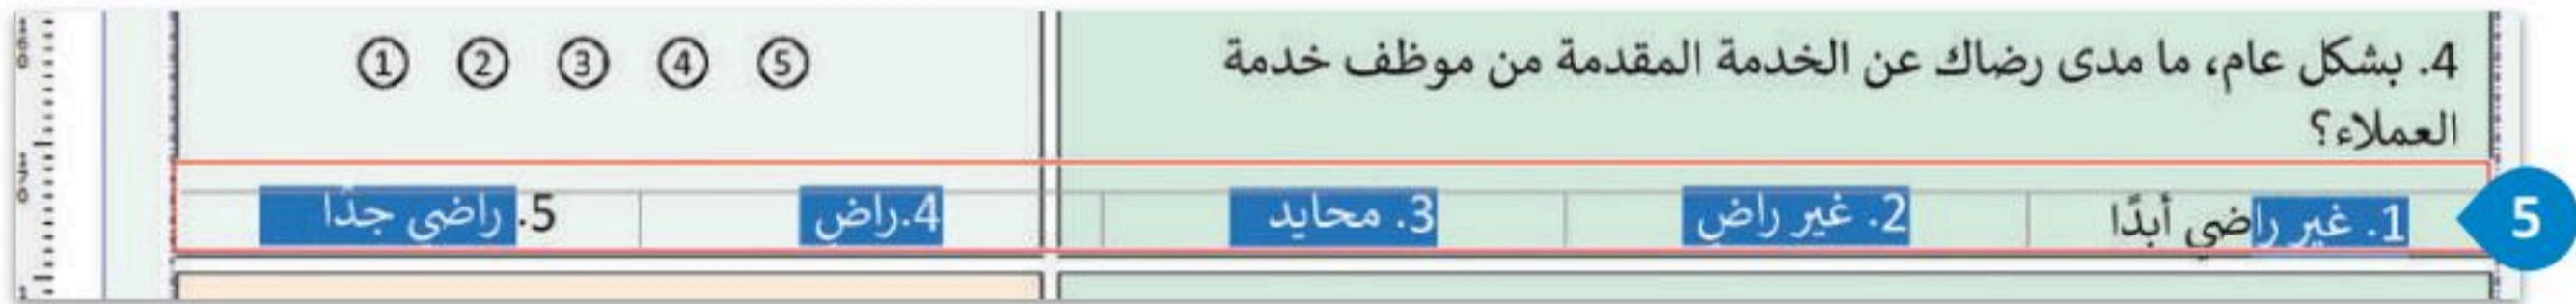 4. بشكل عام، ما مدى رضاك عن الخدمة المقدمة من موظف خدمة
العملاء؟
① ② ③ ④ ⑤
1. غير راضي أبدًا
2. غير راض
3. محايد
4.راض
5. راضي جدًا
5